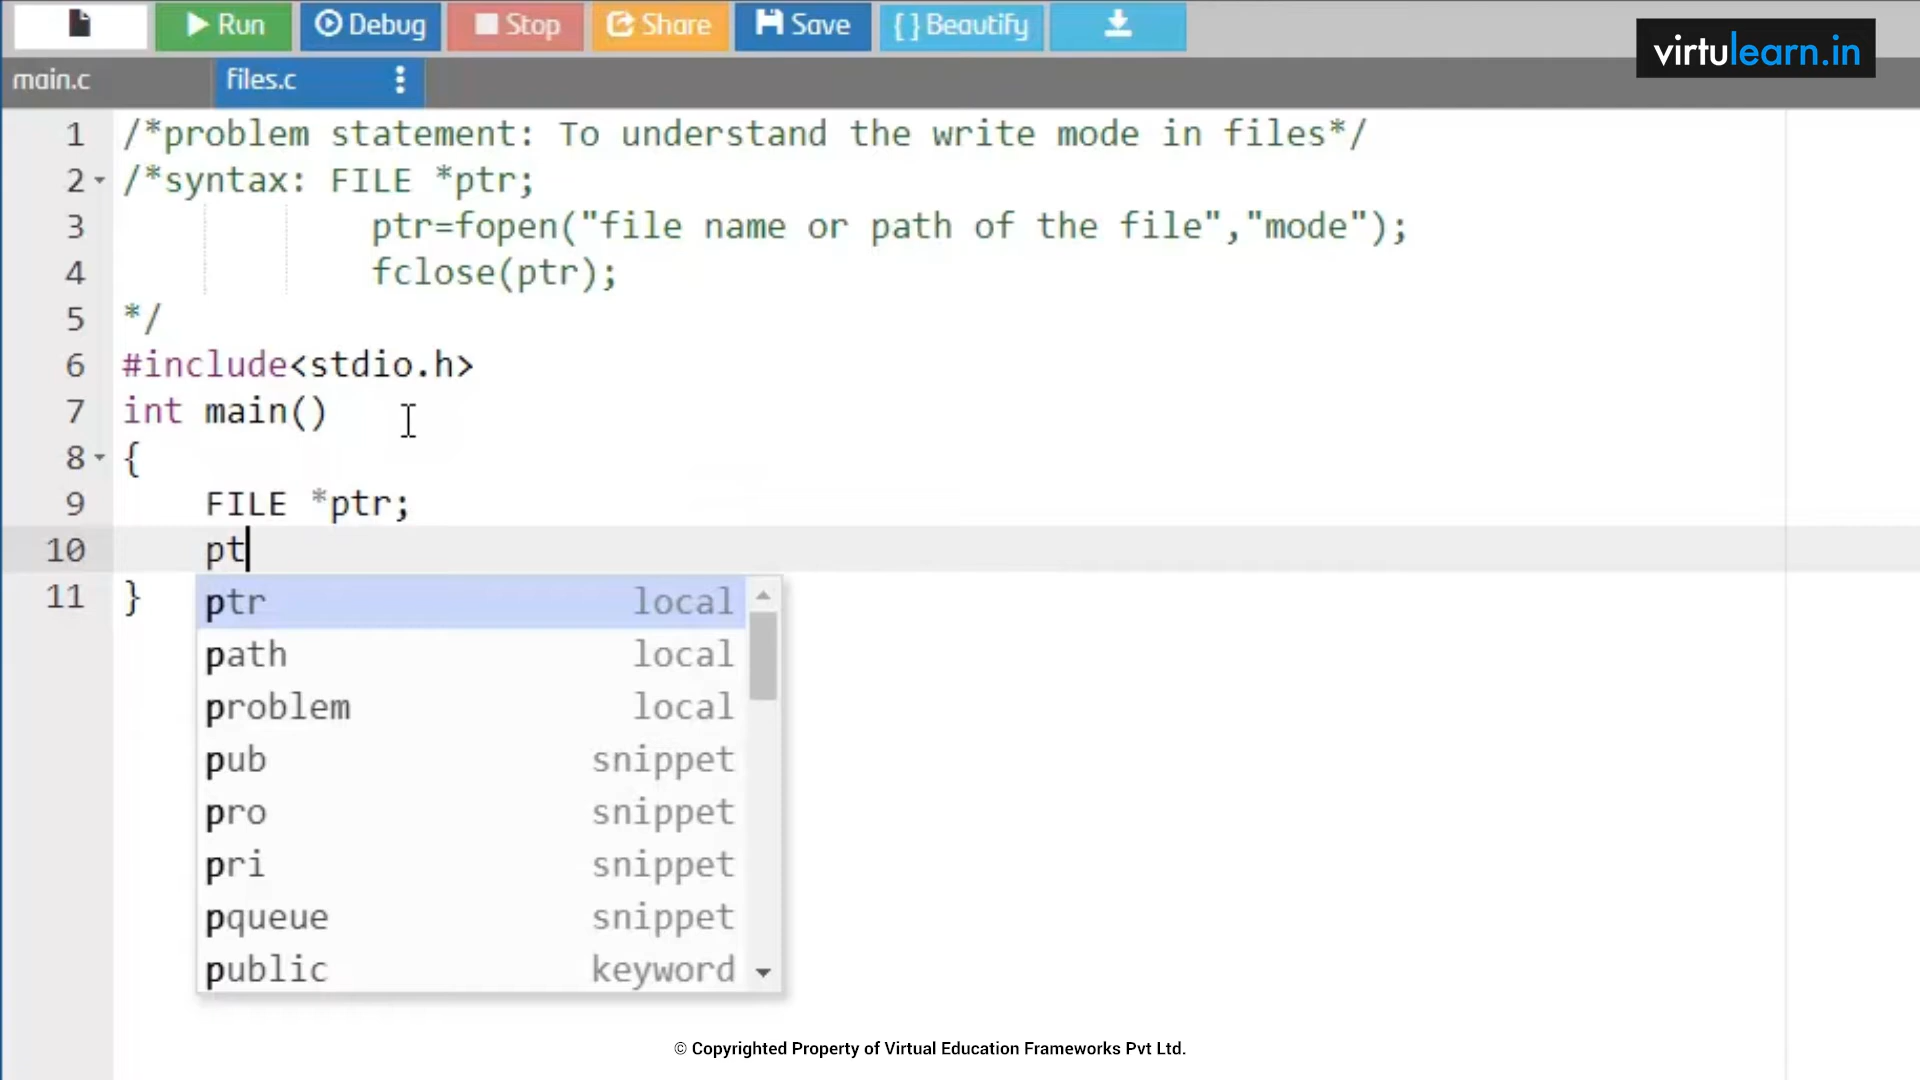 Run Debug Stop Share Save { } Beautify
virtulearn.in
main.c files.c
1 /*problem statement: To understand the write mode in files*/
2 /*syntax: FILE *ptr;
3 ptr=fopen("file name or path of the file","mode");
4 fclose(ptr);
5 */
6 #include<stdio.h>
7 int main()
8 {
9 FILE *ptr;
10 pt
11 }
ptr local
path local
problem local
pub snippet
pro snippet
pri snippet
pqueue snippet
public keyword
© Copyrighted Property of Virtual Education Frameworks Pvt Ltd.